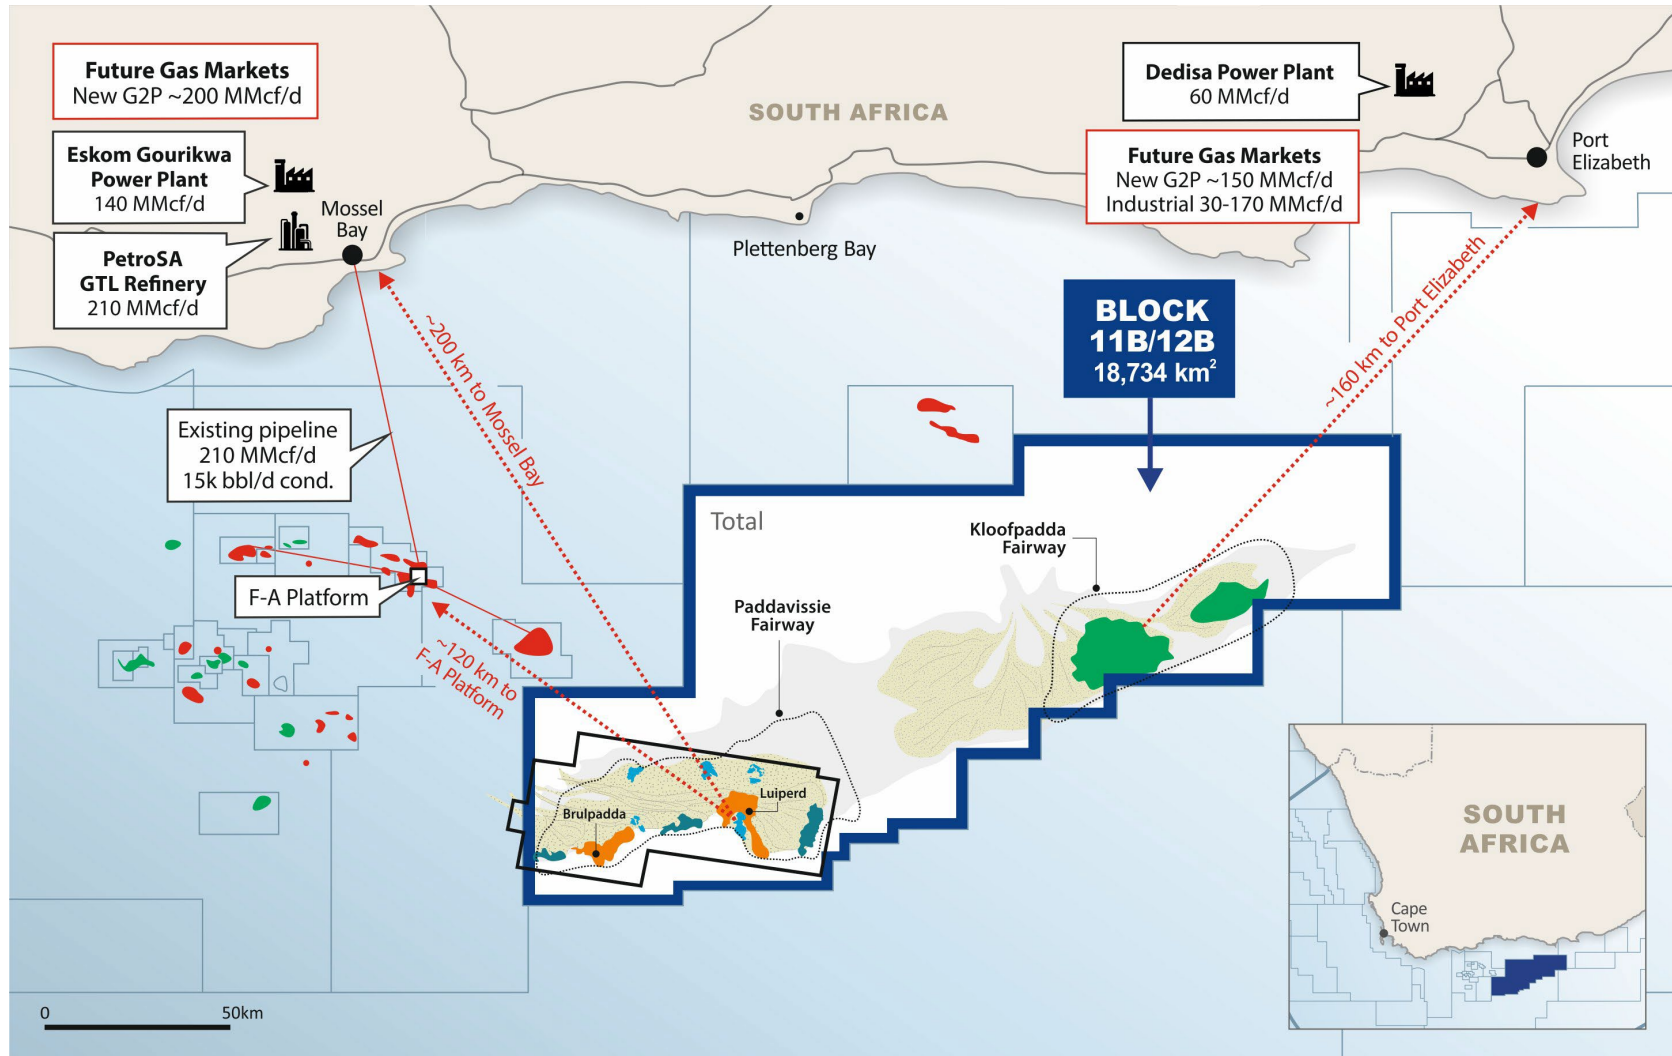 Future Gas Markets
New G2P ~200 MMcf/d
Eskom Gourikwa
Power Plant
140 MMcf/d
PetroSA
GTL Refinery
210 MMcf/d
Mossel
Bay
SOUTH AFRICA
Plettenberg Bay
Dedisa Power Plant
60 MMcf/d
Future Gas Markets
New G2P ~150 MMcf/d
Industrial 30-170 MMcf/d
Port
Elizabeth
BLOCK
11B/12B
18,734 km²
~200 km to Mossel Bay
~160 km to Port Elizabeth
Existing pipeline
210 MMcf/d
15k bbl/d cond.
F-A Platform
~120 km to
F-A Platform
Total
Kloofpadda
Fairway
Paddavissie
Fairway
Luiperd
Brulpadda
SOUTH
AFRICA
Cape
Town
0
50km